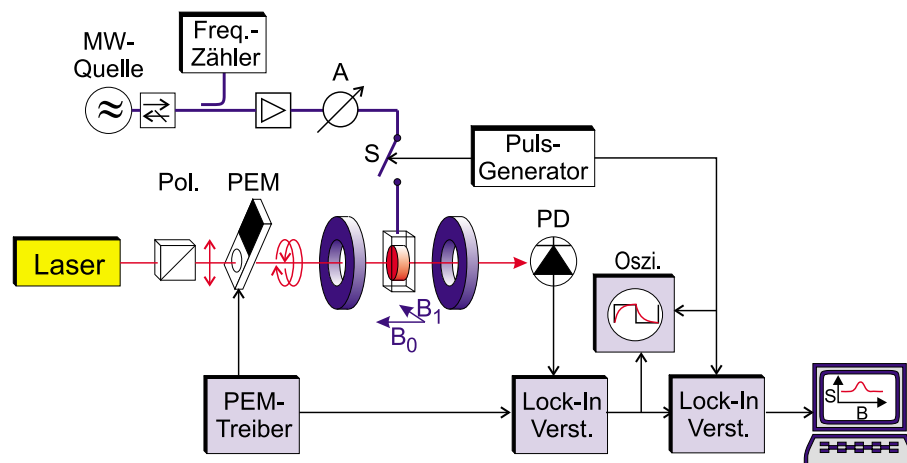 Freq.-
Zähler
MW-
Quelle
A
S
Puls-
Generator
Pol.
PEM
PD
Laser
Oszi.
B1
B0
PEM-
Treiber
Lock-In
Verst.
Lock-In
Verst.
S
B